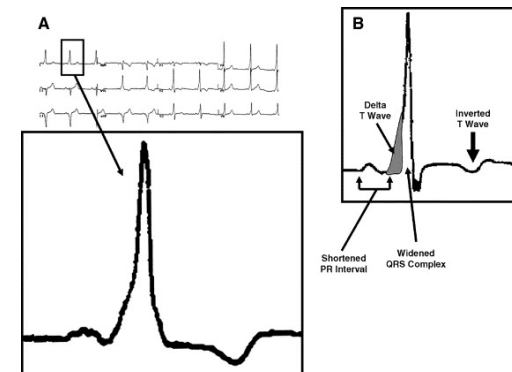 A
B
Delta
T Wave
Inverted
T Wave
Shortened
PR Interval
Widened
QRS Complex